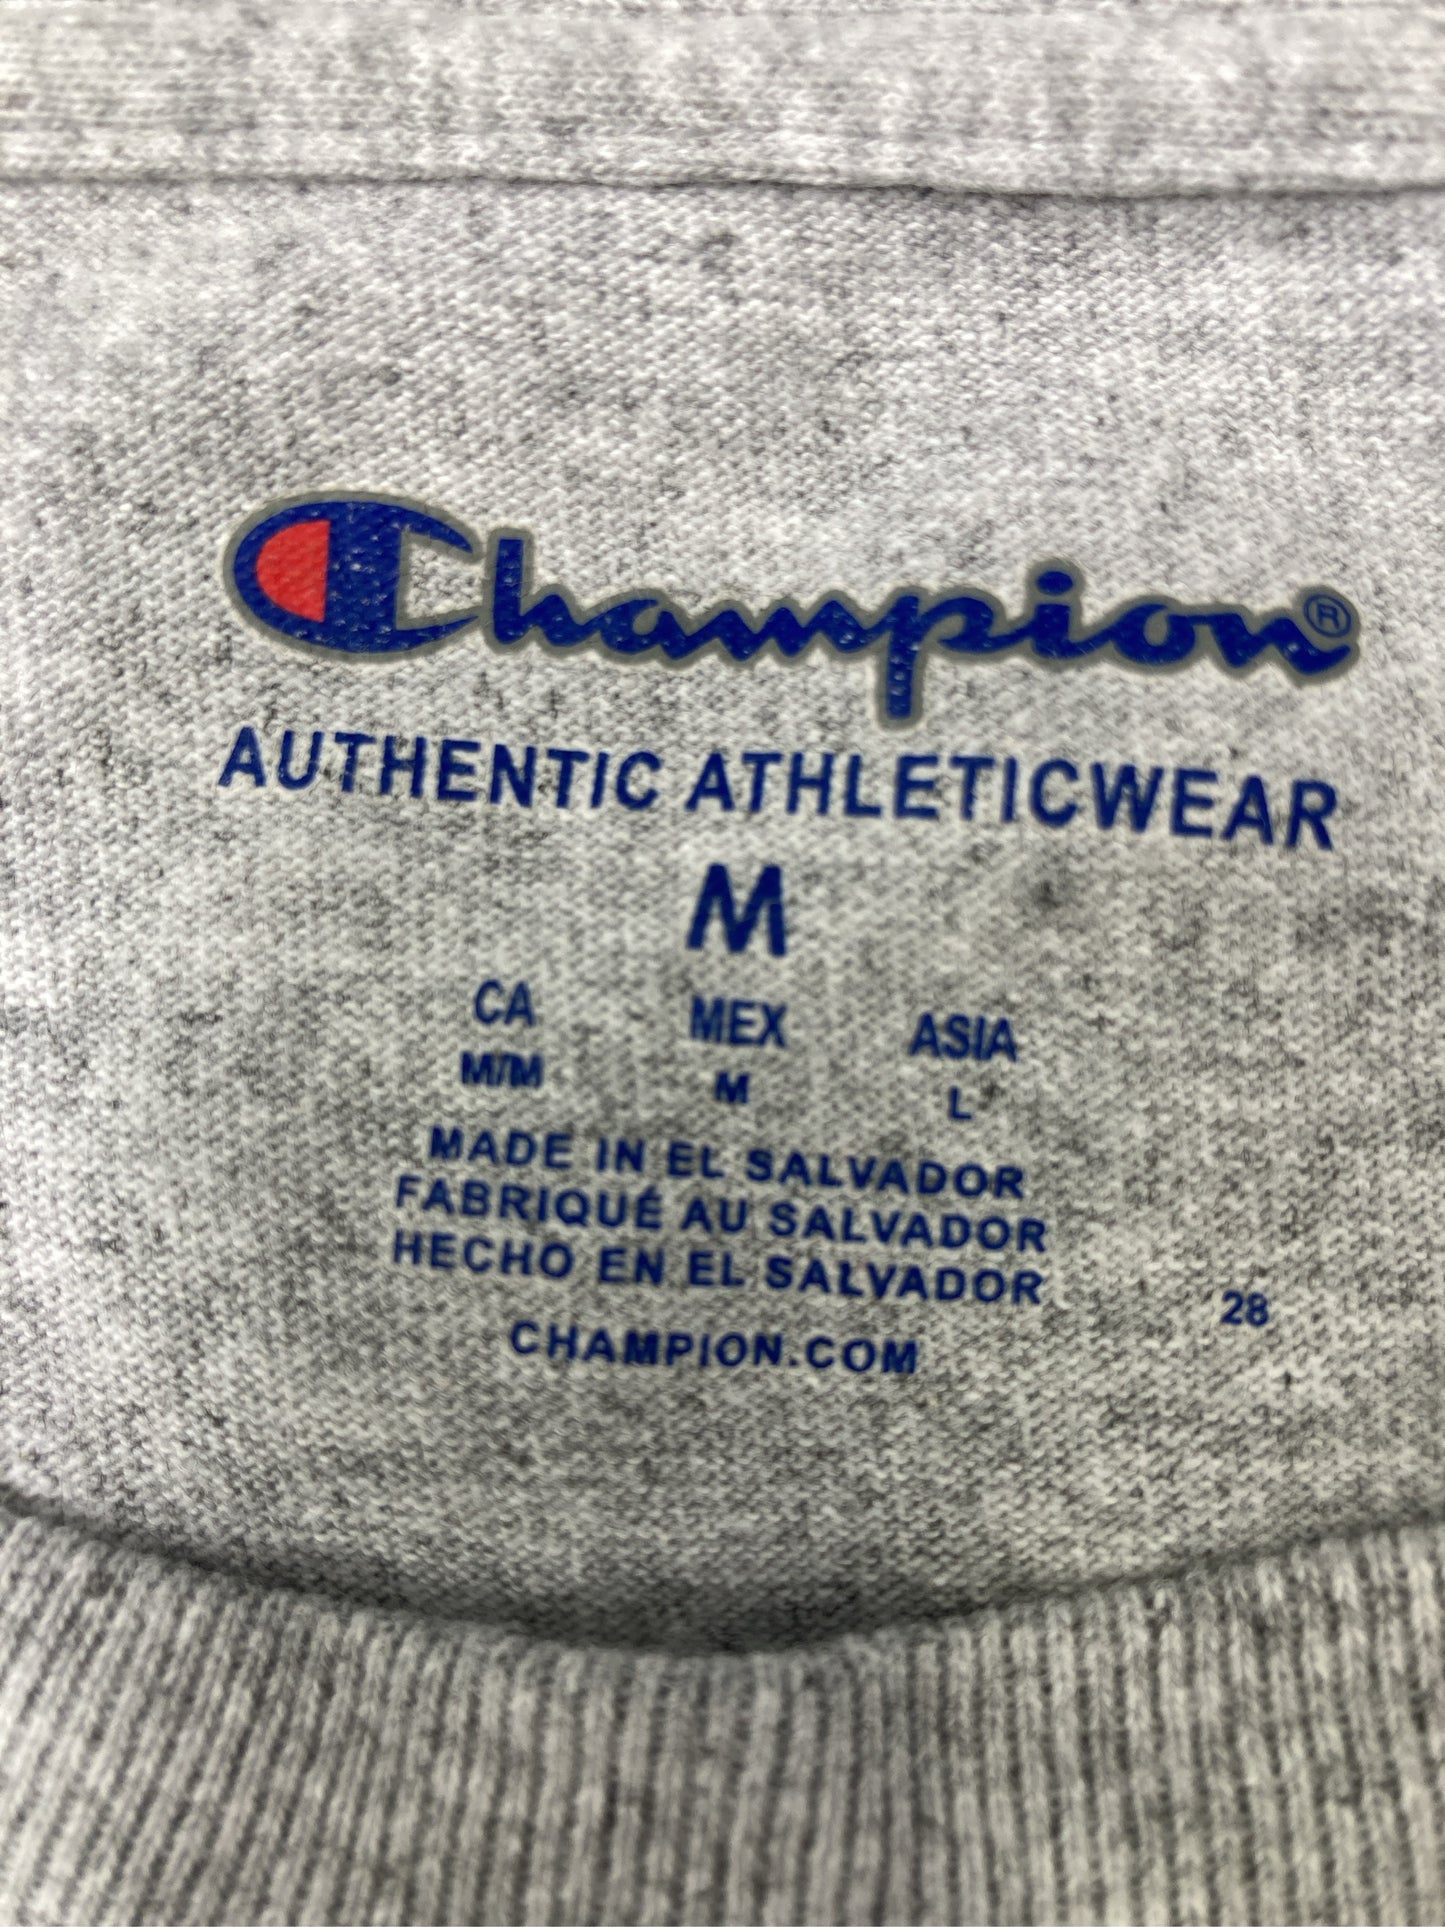 Champion®
AUTHENTIC ATHLETICWEAR
M
CA MEX ASIA
M/M M L
MADE IN EL SALVADOR
FABRIQUÉ AU SALVADOR
HECHO EN EL SALVADOR
28
CHAMPION.COM